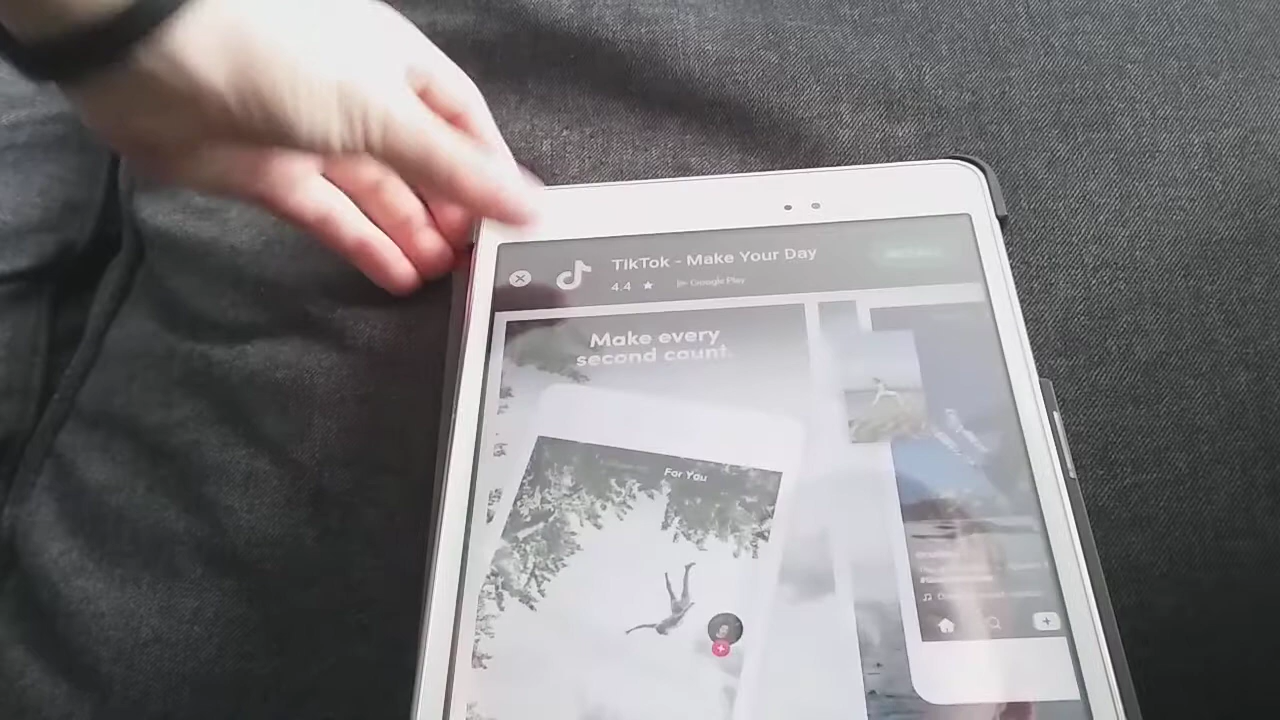 TikTok - Make Your Day
4.4 ★ Google Play
Make every
second count.
For You